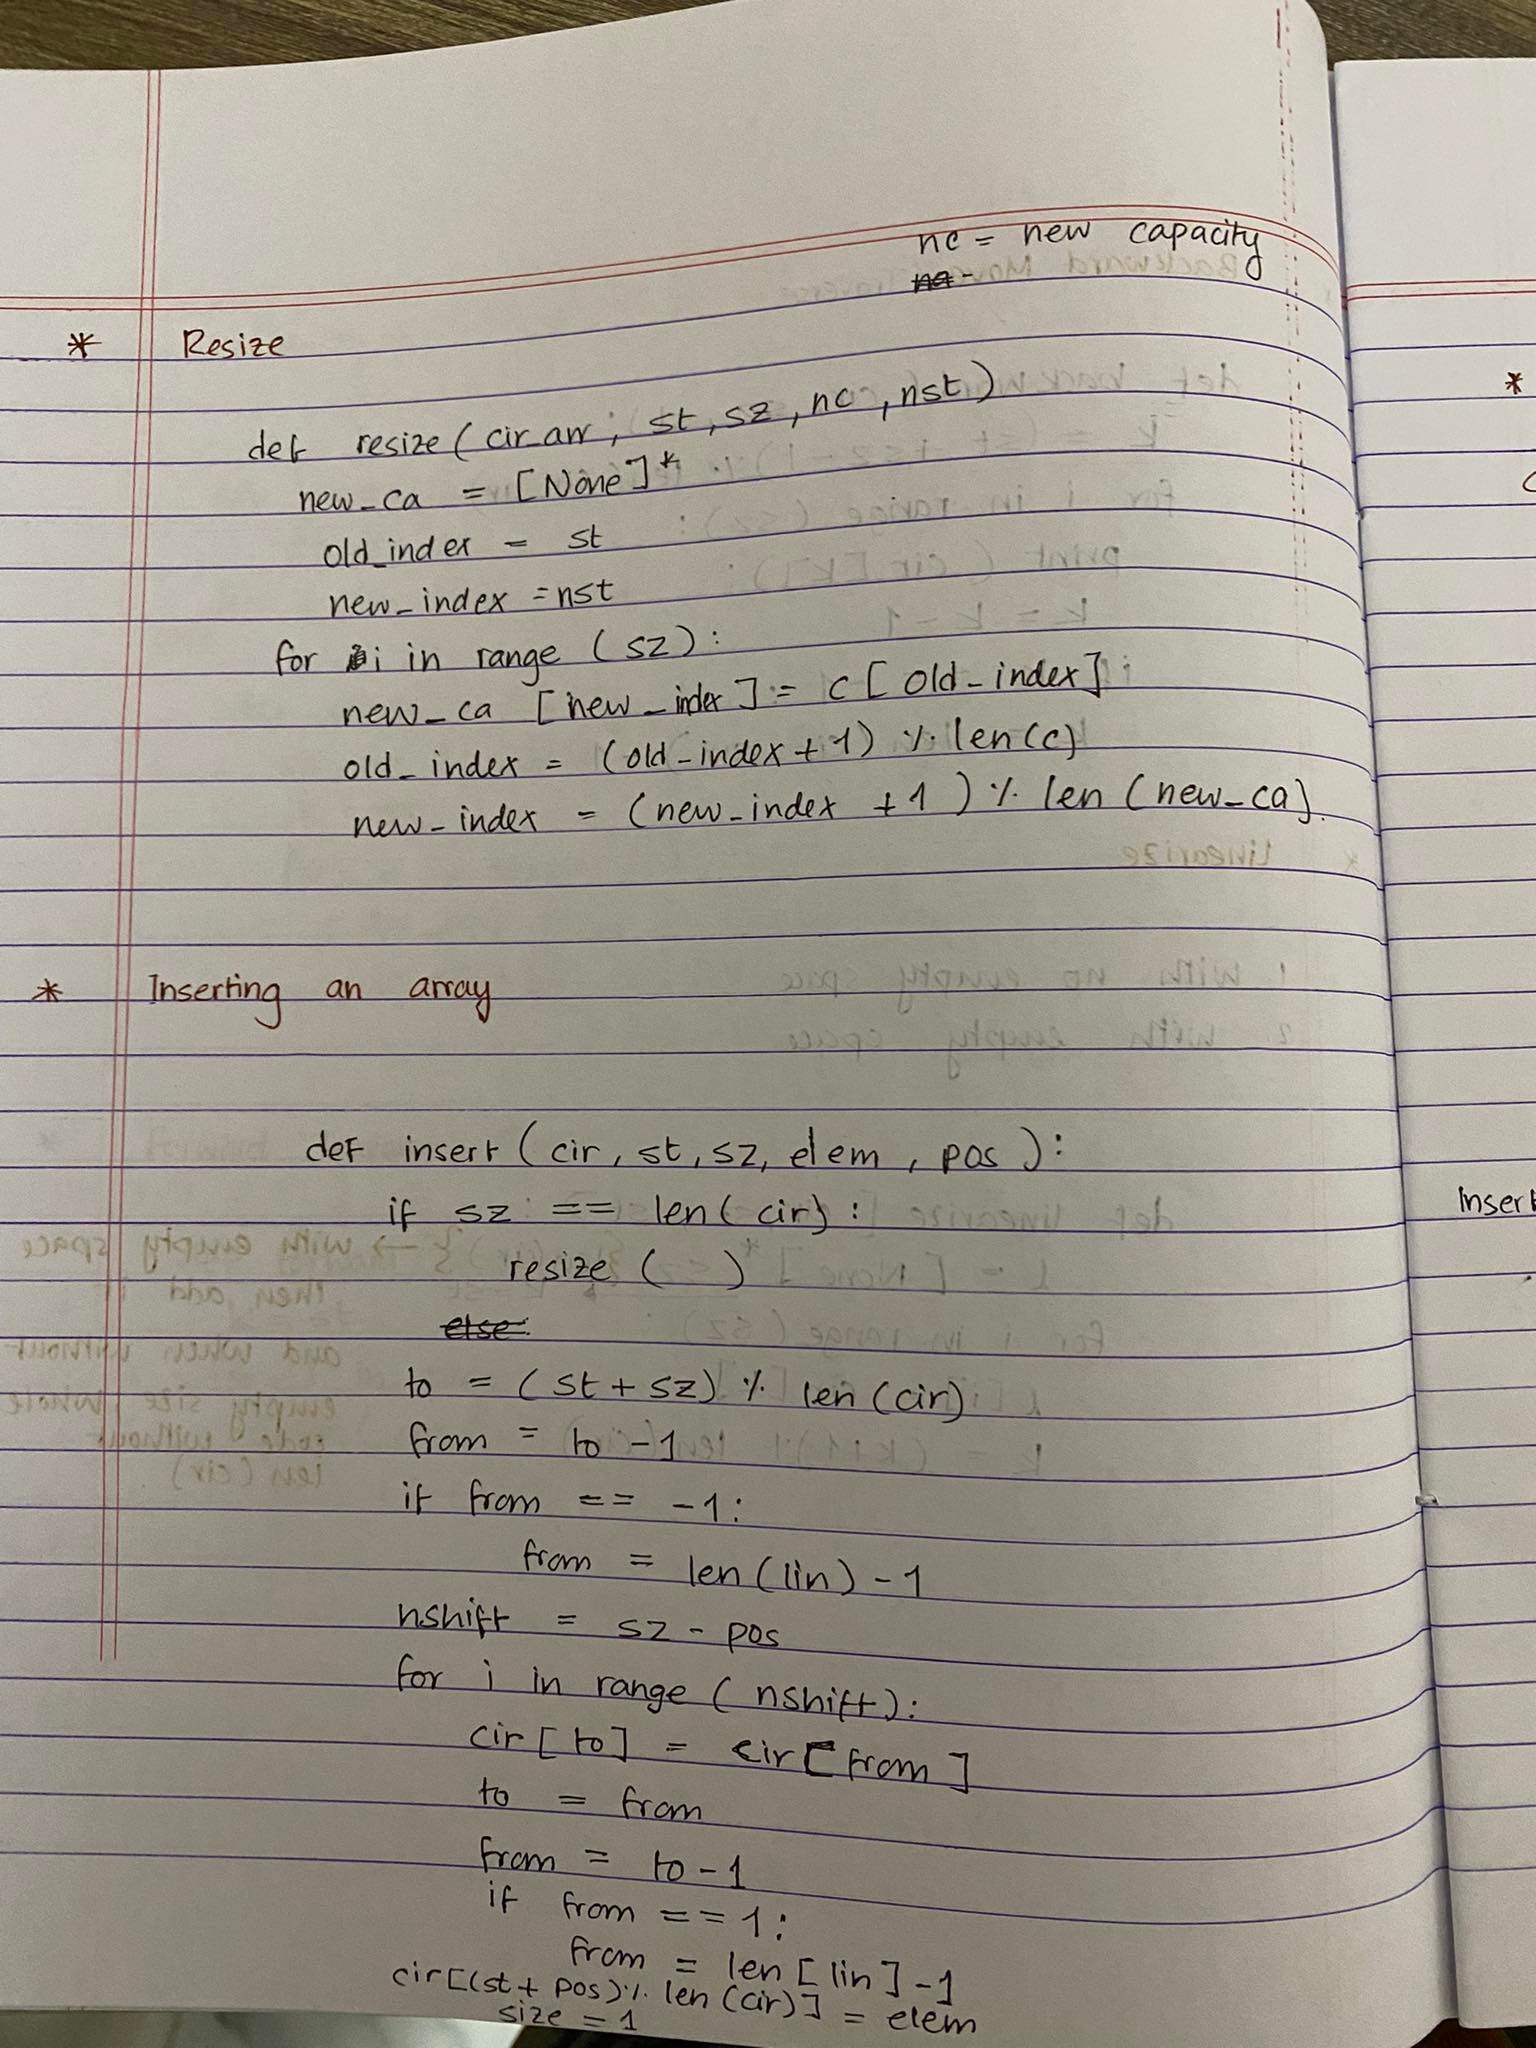 nc = new capacity
na -
* Resize
def resize ( cir_arr , st, sz, nc, nst)
new_ca = [None]*
old_index = st
new_index = nst
for i in range (sz):
new_ca [new_index] = c [old_index]
old_index = (old_index + 1) % len(c)
new_index = (new_index + 1) % len (new_ca)
* Inserting an array
def insert (cir, st, sz, elem, pos):
if sz == len(cir):
resize ( )
else:
to = (st + sz) % len(cir)
from = to -1
if from == -1:
from = len(lin) - 1
nshift = sz - pos
for i in range (nshift):
cir [to] = cir [from]
to = from
from = to - 1
if from == 1:
from = len [lin] -1
cir[(st + pos) % len (cir)] = elem
size = 1
*
Insert